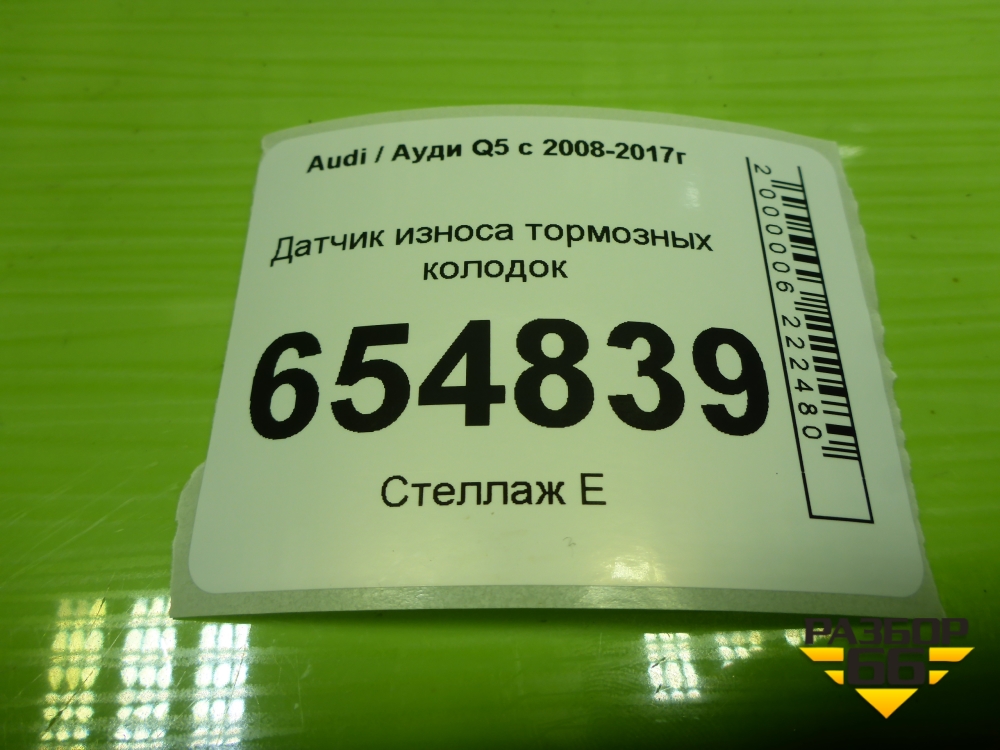 Audi / Ауди Q5 с 2008-2017г
Датчик износа тормозных
колодок
654839
Стеллаж Е
2000006222480
РАЗБОР
66